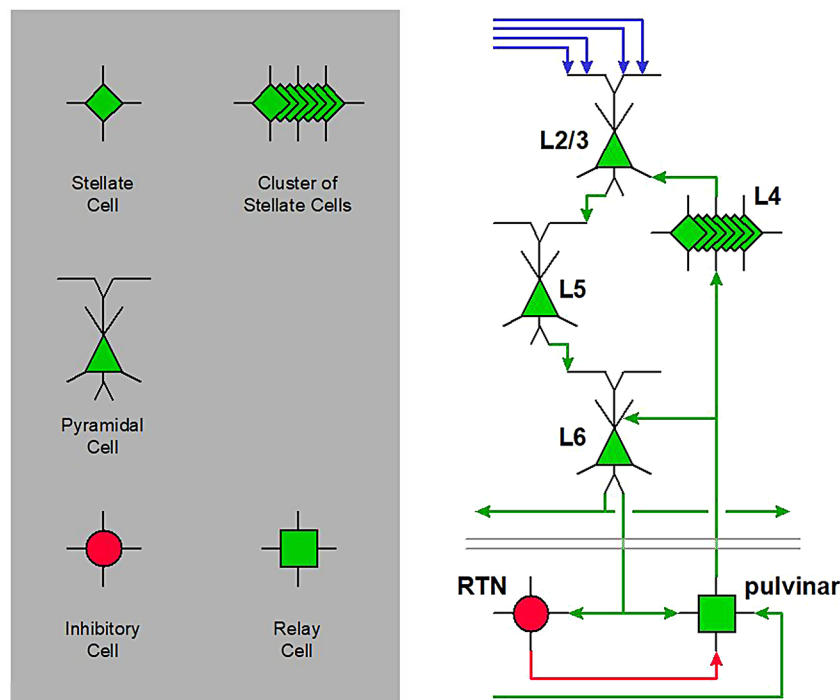 Stellate
Cell
Cluster of
Stellate Cells
Pyramidal
Cell
Inhibitory
Cell
Relay
Cell
L2/3
L4
L5
L6
RTN
pulvinar